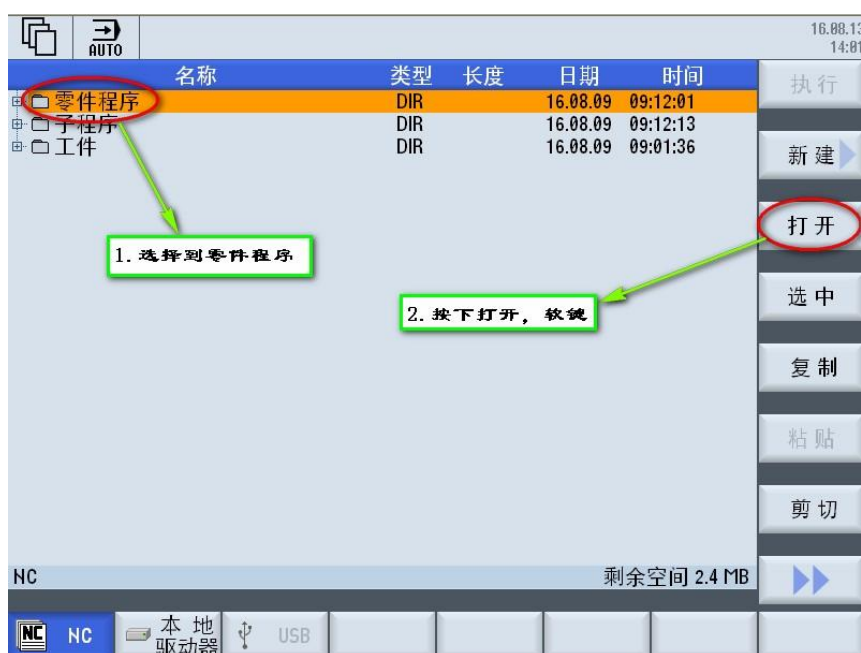 16.08.13
AUTO
14:01
名称 类型 长度 日期 时间
执行
零件程序 DIR 16.08.09 09:12:01
子程序 DIR 16.08.09 09:12:13
工件 DIR 16.08.09 09:01:36
新建
打开
1. 选择到零件程序
选中
2. 按下打开, 软键
复制
粘贴
剪切
NC 剩余空间 2.4 MB
NC NC 本地 USB
驱动器